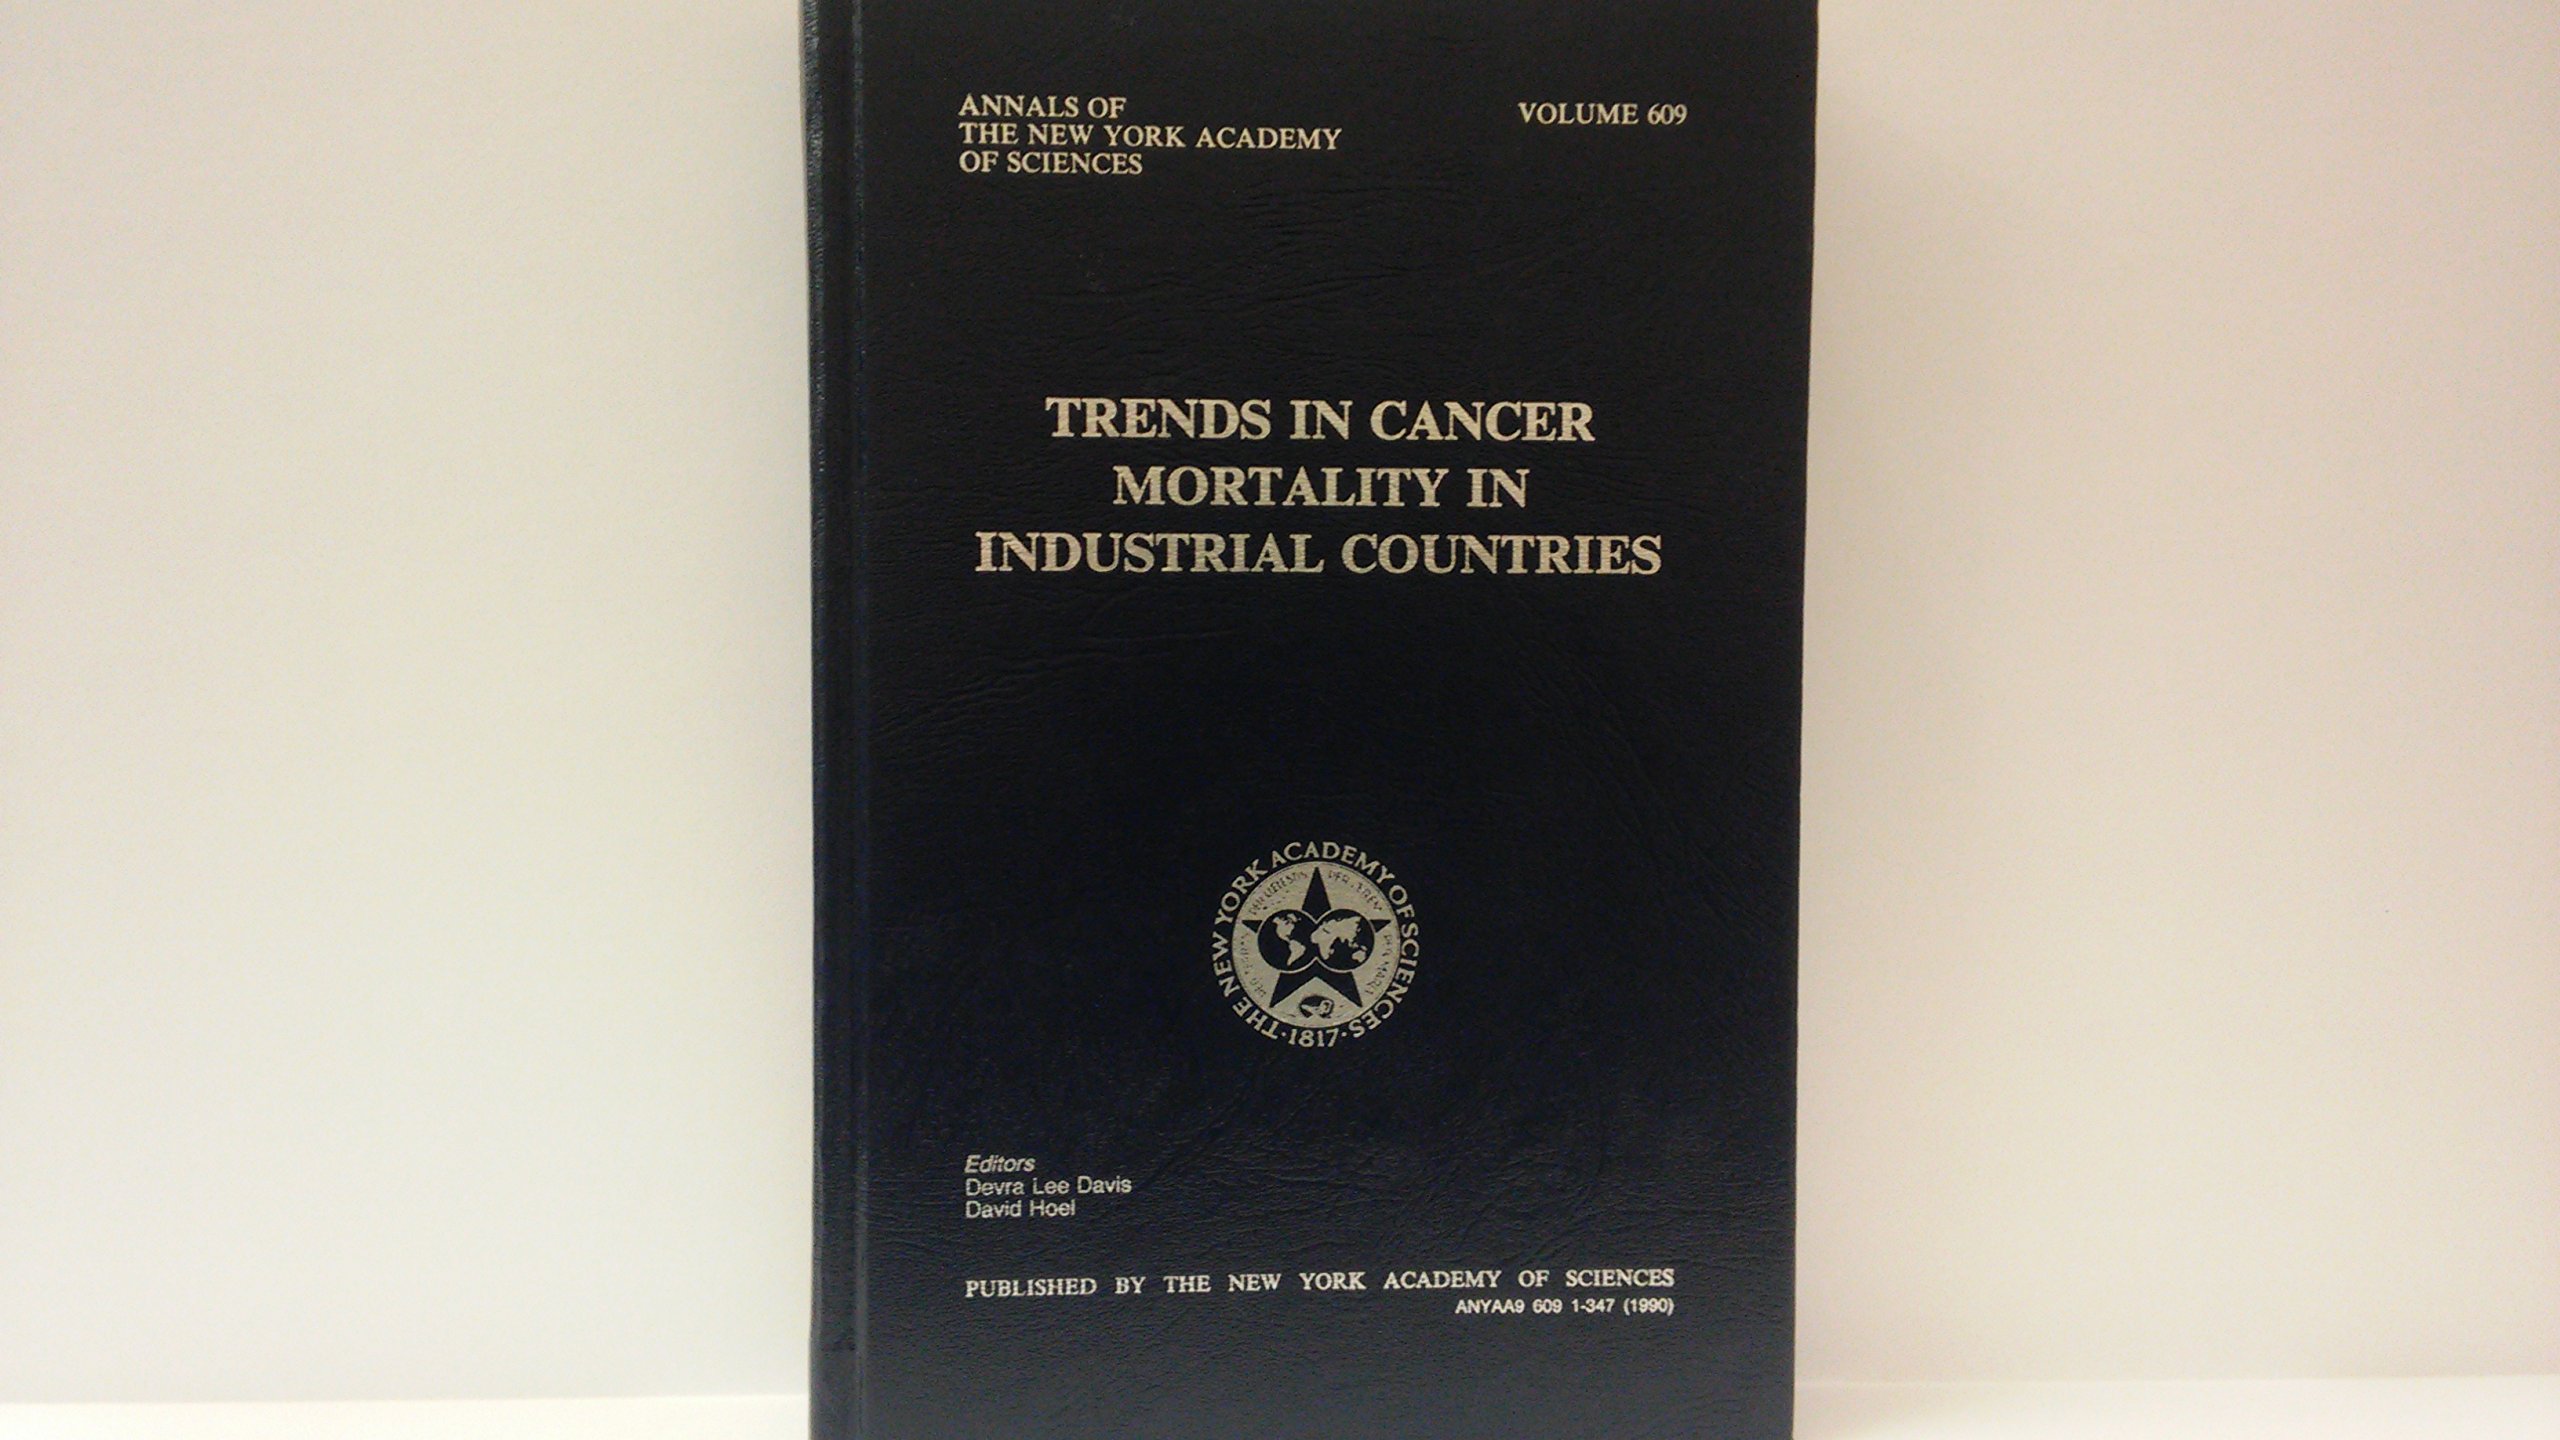 ANNALS OF
THE NEW YORK ACADEMY
OF SCIENCES
VOLUME 609
TRENDS IN CANCER
MORTALITY IN
INDUSTRIAL COUNTRIES
THE NEW YORK ACADEMY OF SCIENCES
·1817·
Editors
Devra Lee Davis
David Hoel
PUBLISHED BY THE NEW YORK ACADEMY OF SCIENCES
ANYAA9 609 1-347 (1990)